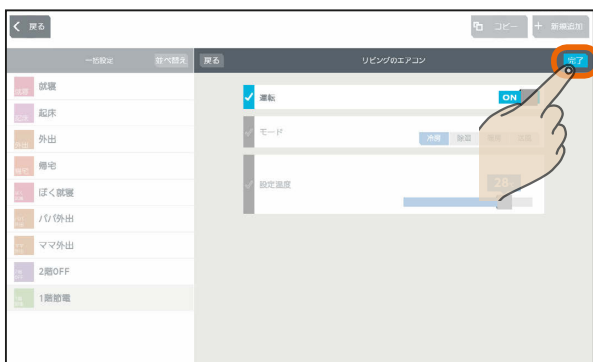 戻る
コピー
新規追加
一括設定
並べ替え
戻る
リビングのエアコン
完了
就寝
起床
外出
帰宅
ぼく就寝
パパ外出
ママ外出
2階OFF
1階節電
運転
ON
モード
冷房 除湿
設定温度
28